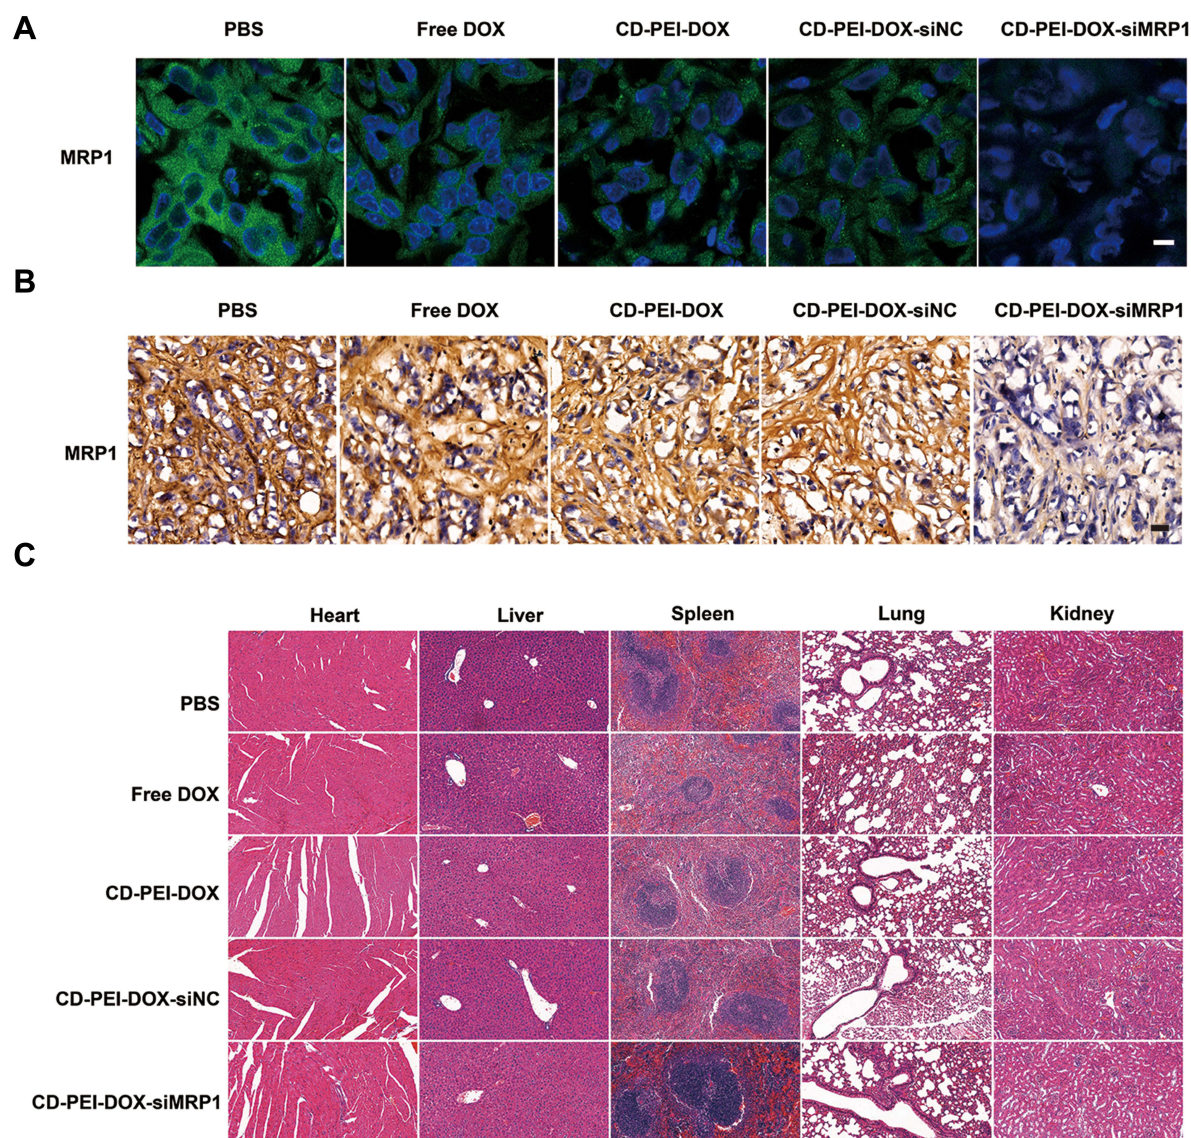 A
PBS Free DOX CD-PEI-DOX CD-PEI-DOX-siNC CD-PEI-DOX-siMRP1
MRP1
B
PBS Free DOX CD-PEI-DOX CD-PEI-DOX-siNC CD-PEI-DOX-siMRP1
MRP1
C
Heart Liver Spleen Lung Kidney
PBS
Free DOX
CD-PEI-DOX
CD-PEI-DOX-siNC
CD-PEI-DOX-siMRP1